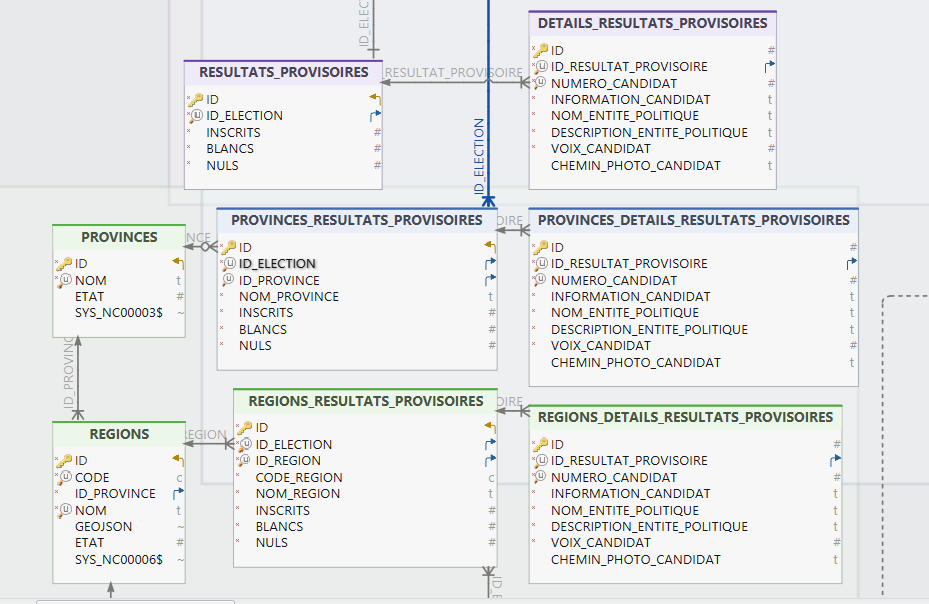 ID_ELEC
DETAILS_RESULTATS_PROVISOIRES
ID #
ID_RESULTAT_PROVISOIRE
NUMERO_CANDIDAT #
INFORMATION_CANDIDAT t
NOM_ENTITE_POLITIQUE t
DESCRIPTION_ENTITE_POLITIQUE t
VOIX_CANDIDAT #
CHEMIN_PHOTO_CANDIDAT t
RESULTATS_PROVISOIRES
ID
ID_ELECTION
INSCRITS #
BLANCS #
NULS #
RESULTAT_PROVISOIRE
ID_ELECTION
PROVINCES
ID
NOM t
ETAT #
SYS_NC00003$ ~
NCE
PROVINCES_RESULTATS_PROVISOIRES
ID
ID_ELECTION
ID_PROVINCE
NOM_PROVINCE t
INSCRITS #
BLANCS #
NULS #
OIRE
PROVINCES_DETAILS_RESULTATS_PROVISOIRES
ID #
ID_RESULTAT_PROVISOIRE
NUMERO_CANDIDAT #
INFORMATION_CANDIDAT t
NOM_ENTITE_POLITIQUE t
DESCRIPTION_ENTITE_POLITIQUE t
VOIX_CANDIDAT #
CHEMIN_PHOTO_CANDIDAT t
ID_PROVINC
REGIONS
ID
CODE c
ID_PROVINCE
NOM t
GEOJSON ~
ETAT #
SYS_NC00006$ ~
REGION
REGIONS_RESULTATS_PROVISOIRES
ID
ID_ELECTION
ID_REGION
CODE_REGION c
NOM_REGION t
INSCRITS #
BLANCS #
NULS #
OIRE
REGIONS_DETAILS_RESULTATS_PROVISOIRES
ID #
ID_RESULTAT_PROVISOIRE
NUMERO_CANDIDAT #
INFORMATION_CANDIDAT t
NOM_ENTITE_POLITIQUE t
DESCRIPTION_ENTITE_POLITIQUE t
VOIX_CANDIDAT #
CHEMIN_PHOTO_CANDIDAT t
ID_E